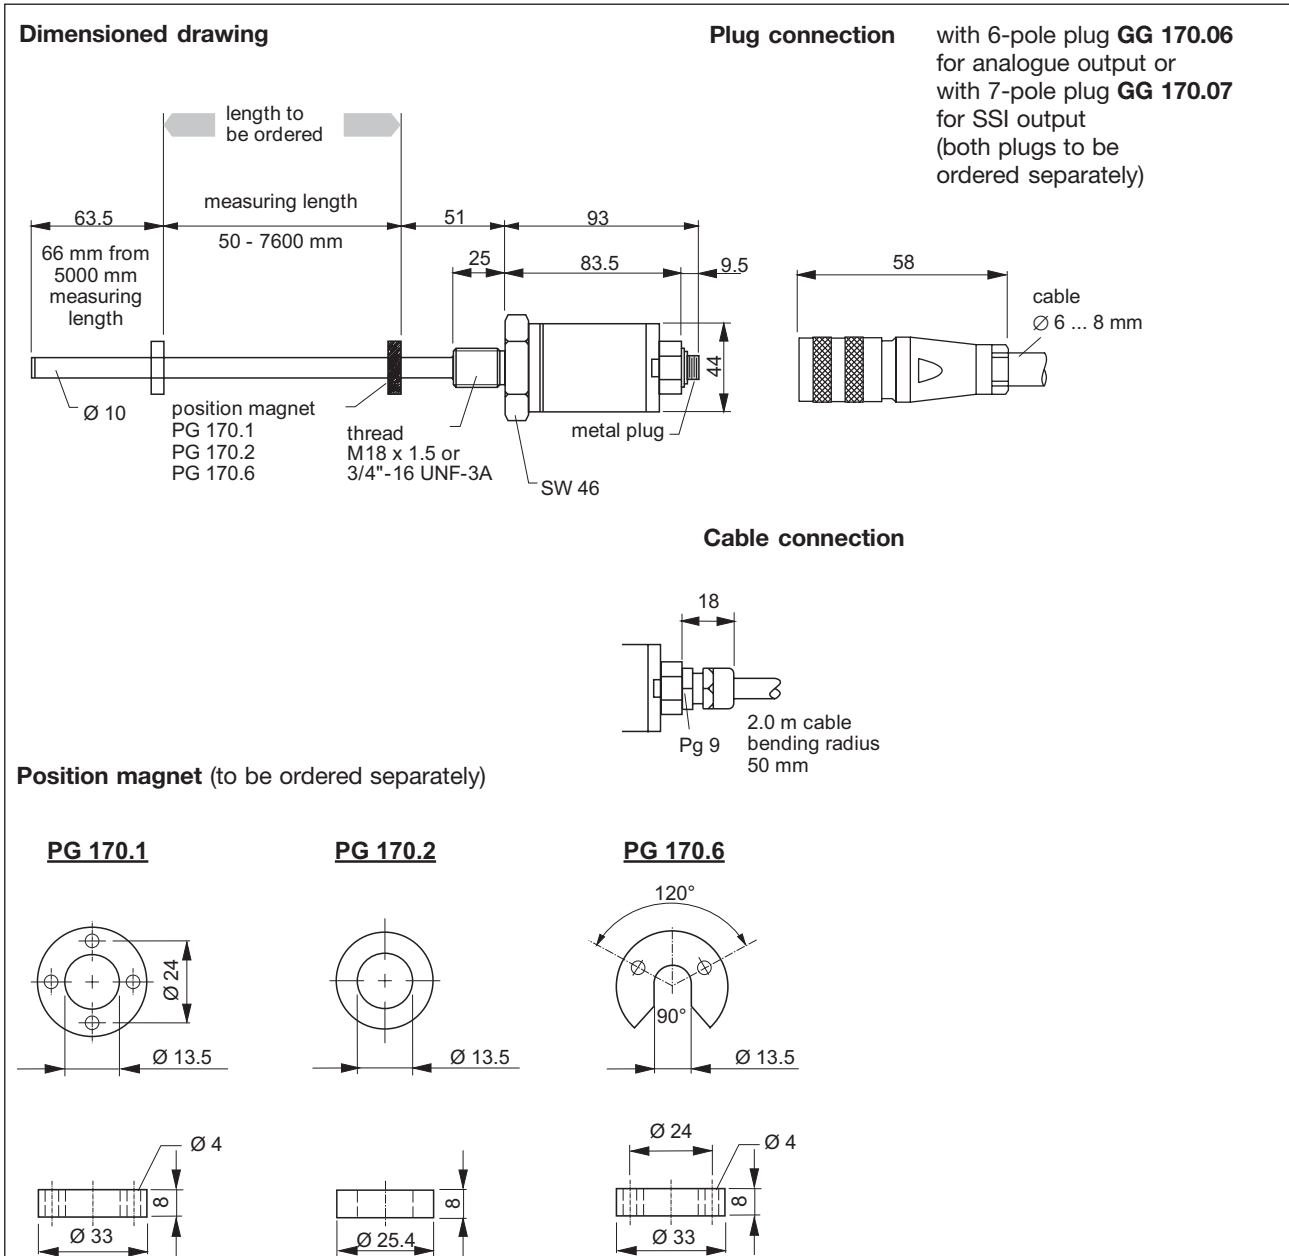 Dimensioned drawing
Plug connection
with 6-pole plug GG 170.06
for analogue output or
with 7-pole plug GG 170.07
for SSI output
(both plugs to be
ordered separately)
length to
be ordered
63.5
measuring length
51
93
50 - 7600 mm
66 mm from
5000 mm
measuring
length
25
83.5
9.5
58
cable
Ø 6 ... 8 mm
44
Ø 10
position magnet
PG 170.1
PG 170.2
PG 170.6
thread
M18 x 1.5 or
3/4"-16 UNF-3A
metal plug
SW 46
Cable connection
18
Pg 9
2.0 m cable
bending radius
50 mm
Position magnet (to be ordered separately)
PG 170.1
PG 170.2
PG 170.6
120°
Ø 24
90°
Ø 13.5
Ø 13.5
Ø 13.5
Ø 4
Ø 24
Ø 4
8
8
8
Ø 33
Ø 25.4
Ø 33